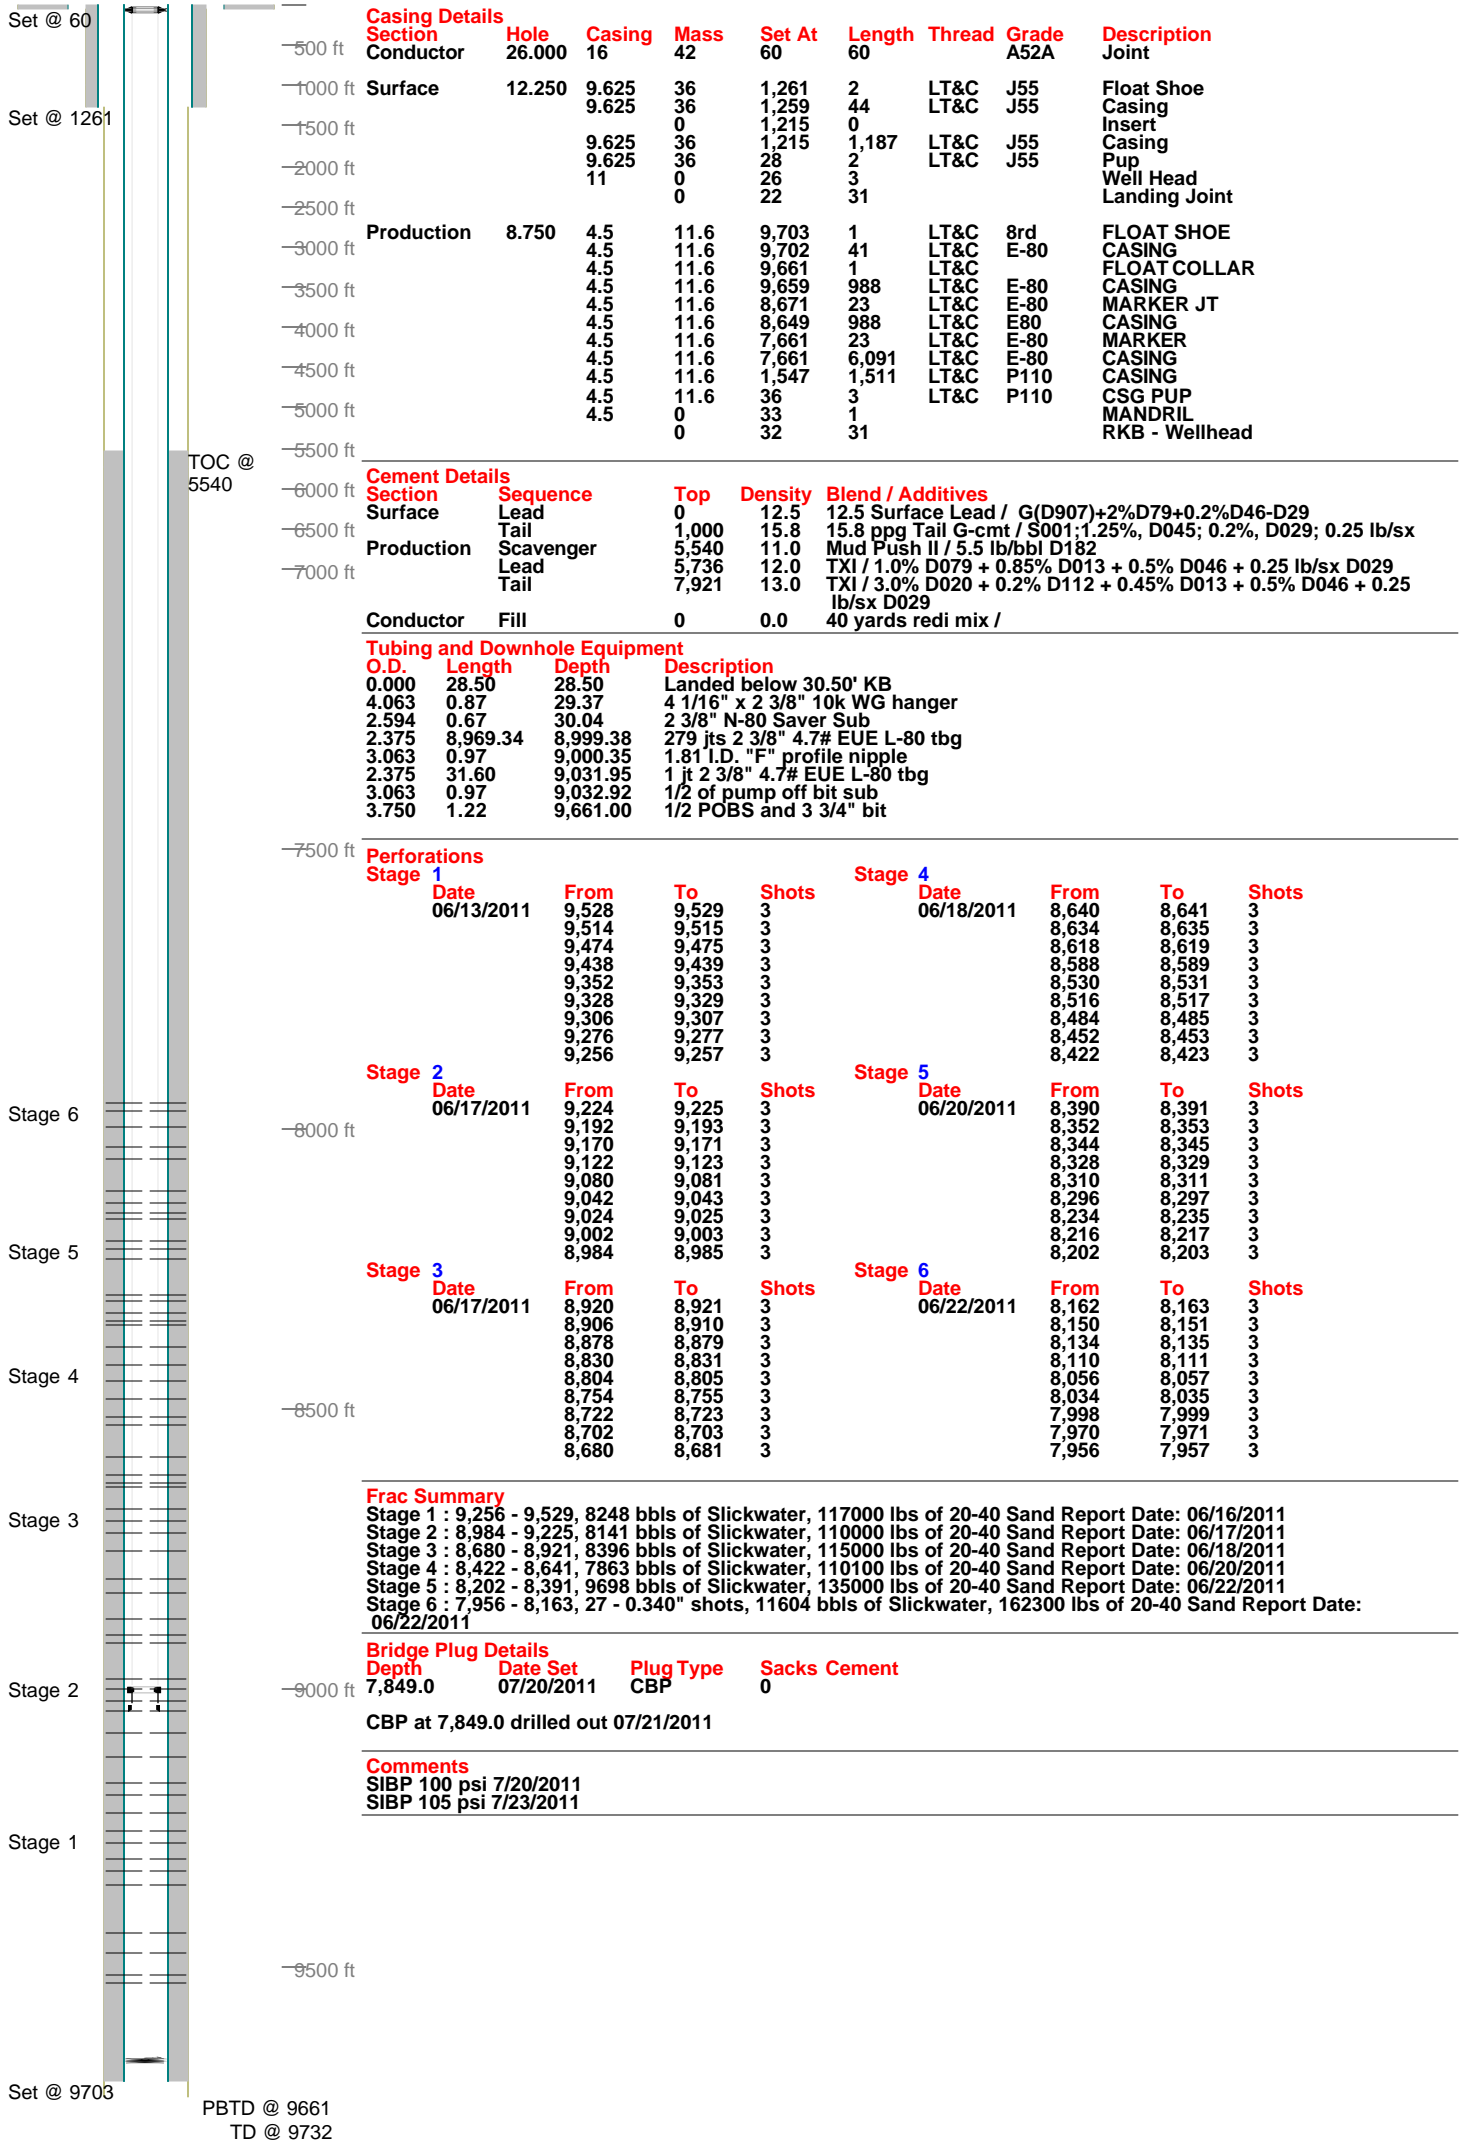 Set @ 60
Set @ 1261
TOC @
5540
Stage 6
Stage 5
Stage 4
Stage 3
Stage 2
Stage 1
Set @ 9703
PBTD @ 9661
TD @ 9732
500 ft
1000 ft
1500 ft
2000 ft
2500 ft
3000 ft
3500 ft
4000 ft
4500 ft
5000 ft
5500 ft
6000 ft
6500 ft
7000 ft
7500 ft
8000 ft
8500 ft
9000 ft
9500 ft
Casing Details
Section Hole Casing Mass Set At Length Thread Grade Description
Conductor 26.000 16 42 60 60 A52A Joint
Surface 12.250 9.625 36 1,261 2 LT&C J55 Float Shoe
9.625 36 1,259 44 LT&C J55 Casing
0 1,215 0 Insert
9.625 36 1,215 1,187 LT&C J55 Casing
9.625 36 28 2 LT&C J55 Pup
11 0 26 3 Well Head
0 22 31 Landing Joint
Production 8.750 4.5 11.6 9,703 1 LT&C 8rd FLOAT SHOE
4.5 11.6 9,702 41 LT&C E-80 CASING
4.5 11.6 9,661 1 LT&C FLOAT COLLAR
4.5 11.6 9,659 988 LT&C E-80 CASING
4.5 11.6 8,671 23 LT&C E-80 MARKER JT
4.5 11.6 8,649 988 LT&C E80 CASING
4.5 11.6 7,661 23 LT&C E-80 MARKER
4.5 11.6 7,661 6,091 LT&C E-80 CASING
4.5 11.6 1,547 1,511 LT&C P110 CASING
4.5 11.6 36 3 LT&C P110 CSG PUP
4.5 0 33 1 MANDRIL
0 32 31 RKB - Wellhead
Cement Details
Section Sequence Top Density Blend / Additives
Surface Lead 0 12.5 12.5 Surface Lead / G(D907)+2%D79+0.2%D46-D29
Tail 1,000 15.8 15.8 ppg Tail G-cmt / S001;1.25%, D045; 0.2%, D029; 0.25 lb/sx
Production Scavenger 5,540 11.0 Mud Push II / 5.5 lb/bbl D182
Lead 5,736 12.0 TXI / 1.0% D079 + 0.85% D013 + 0.5% D046 + 0.25 lb/sx D029
Tail 7,921 13.0 TXI / 3.0% D020 + 0.2% D112 + 0.45% D013 + 0.5% D046 + 0.25
lb/sx D029
Conductor Fill 0 0.0 40 yards redi mix /
Tubing and Downhole Equipment
O.D. Length Depth Description
0.000 28.50 28.50 Landed below 30.50' KB
4.063 0.87 29.37 4 1/16" x 2 3/8" 10k WG hanger
2.594 0.67 30.04 2 3/8" N-80 Saver Sub
2.375 8,969.34 8,999.38 279 jts 2 3/8" 4.7# EUE L-80 tbg
3.063 0.97 9,000.35 1.81 I.D. "F" profile nipple
2.375 31.60 9,031.95 1 jt 2 3/8" 4.7# EUE L-80 tbg
3.063 0.97 9,032.92 1/2 of pump off bit sub
3.750 1.22 9,661.00 1/2 POBS and 3 3/4" bit
Perforations
Stage 1
Date From To Shots
06/13/2011 9,528 9,529 3
9,514 9,515 3
9,474 9,475 3
9,438 9,439 3
9,352 9,353 3
9,328 9,329 3
9,306 9,307 3
9,276 9,277 3
9,256 9,257 3
Stage 2
Date From To Shots
06/17/2011 9,224 9,225 3
9,192 9,193 3
9,170 9,171 3
9,122 9,123 3
9,080 9,081 3
9,042 9,043 3
9,024 9,025 3
9,002 9,003 3
8,984 8,985 3
Stage 3
Date From To Shots
06/17/2011 8,920 8,921 3
8,906 8,910 3
8,878 8,879 3
8,830 8,831 3
8,804 8,805 3
8,754 8,755 3
8,722 8,723 3
8,702 8,703 3
8,680 8,681 3
Stage 4
Date From To Shots
06/18/2011 8,640 8,641 3
8,634 8,635 3
8,618 8,619 3
8,588 8,589 3
8,530 8,531 3
8,516 8,517 3
8,484 8,485 3
8,452 8,453 3
8,422 8,423 3
Stage 5
Date From To Shots
06/20/2011 8,390 8,391 3
8,352 8,353 3
8,344 8,345 3
8,328 8,329 3
8,310 8,311 3
8,296 8,297 3
8,234 8,235 3
8,216 8,217 3
8,202 8,203 3
Stage 6
Date From To Shots
06/22/2011 8,162 8,163 3
8,150 8,151 3
8,134 8,135 3
8,110 8,111 3
8,056 8,057 3
8,034 8,035 3
7,998 7,999 3
7,970 7,971 3
7,956 7,957 3
Frac Summary
Stage 1 : 9,256 - 9,529, 8248 bbls of Slickwater, 117000 lbs of 20-40 Sand Report Date: 06/16/2011
Stage 2 : 8,984 - 9,225, 8141 bbls of Slickwater, 110000 lbs of 20-40 Sand Report Date: 06/17/2011
Stage 3 : 8,680 - 8,921, 8396 bbls of Slickwater, 115000 lbs of 20-40 Sand Report Date: 06/18/2011
Stage 4 : 8,422 - 8,641, 7863 bbls of Slickwater, 110100 lbs of 20-40 Sand Report Date: 06/20/2011
Stage 5 : 8,202 - 8,391, 9698 bbls of Slickwater, 135000 lbs of 20-40 Sand Report Date: 06/22/2011
Stage 6 : 7,956 - 8,163, 27 - 0.340" shots, 11604 bbls of Slickwater, 162300 lbs of 20-40 Sand Report Date:
06/22/2011
Bridge Plug Details
Depth Date Set Plug Type Sacks Cement
7,849.0 07/20/2011 CBP 0
CBP at 7,849.0 drilled out 07/21/2011
Comments
SIBP 100 psi 7/20/2011
SIBP 105 psi 7/23/2011